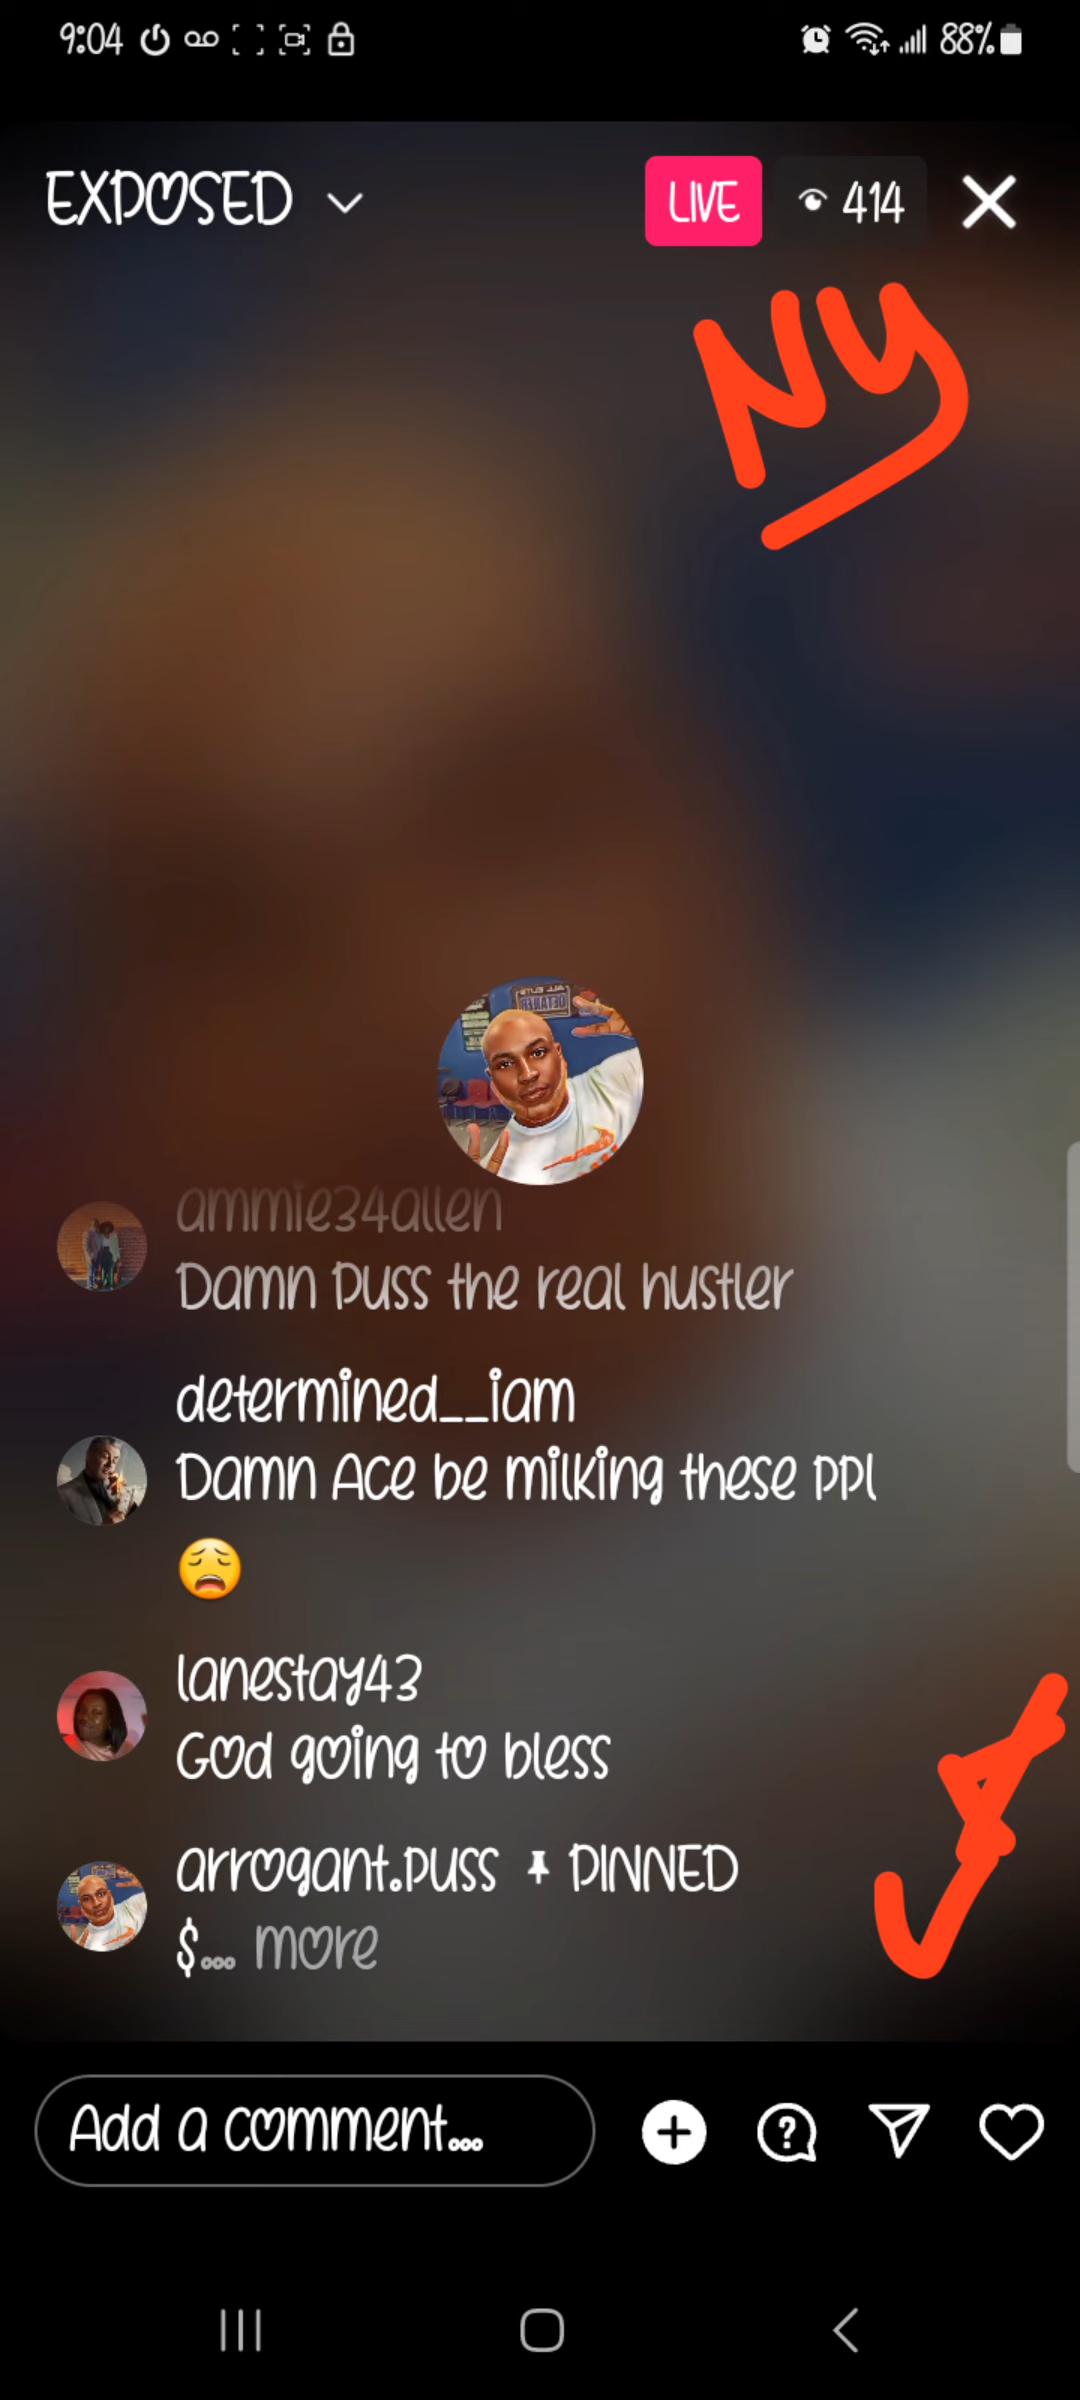 9:04
88%
EXPOSED
LIVE
414
NY
ammie34allen
Damn Puss the real hustler
determined__iam
Damn Ace be milking these ppl
😩
lanestay43
God going to bless
arrogant.puss PINNED
$... more
Add a comment...